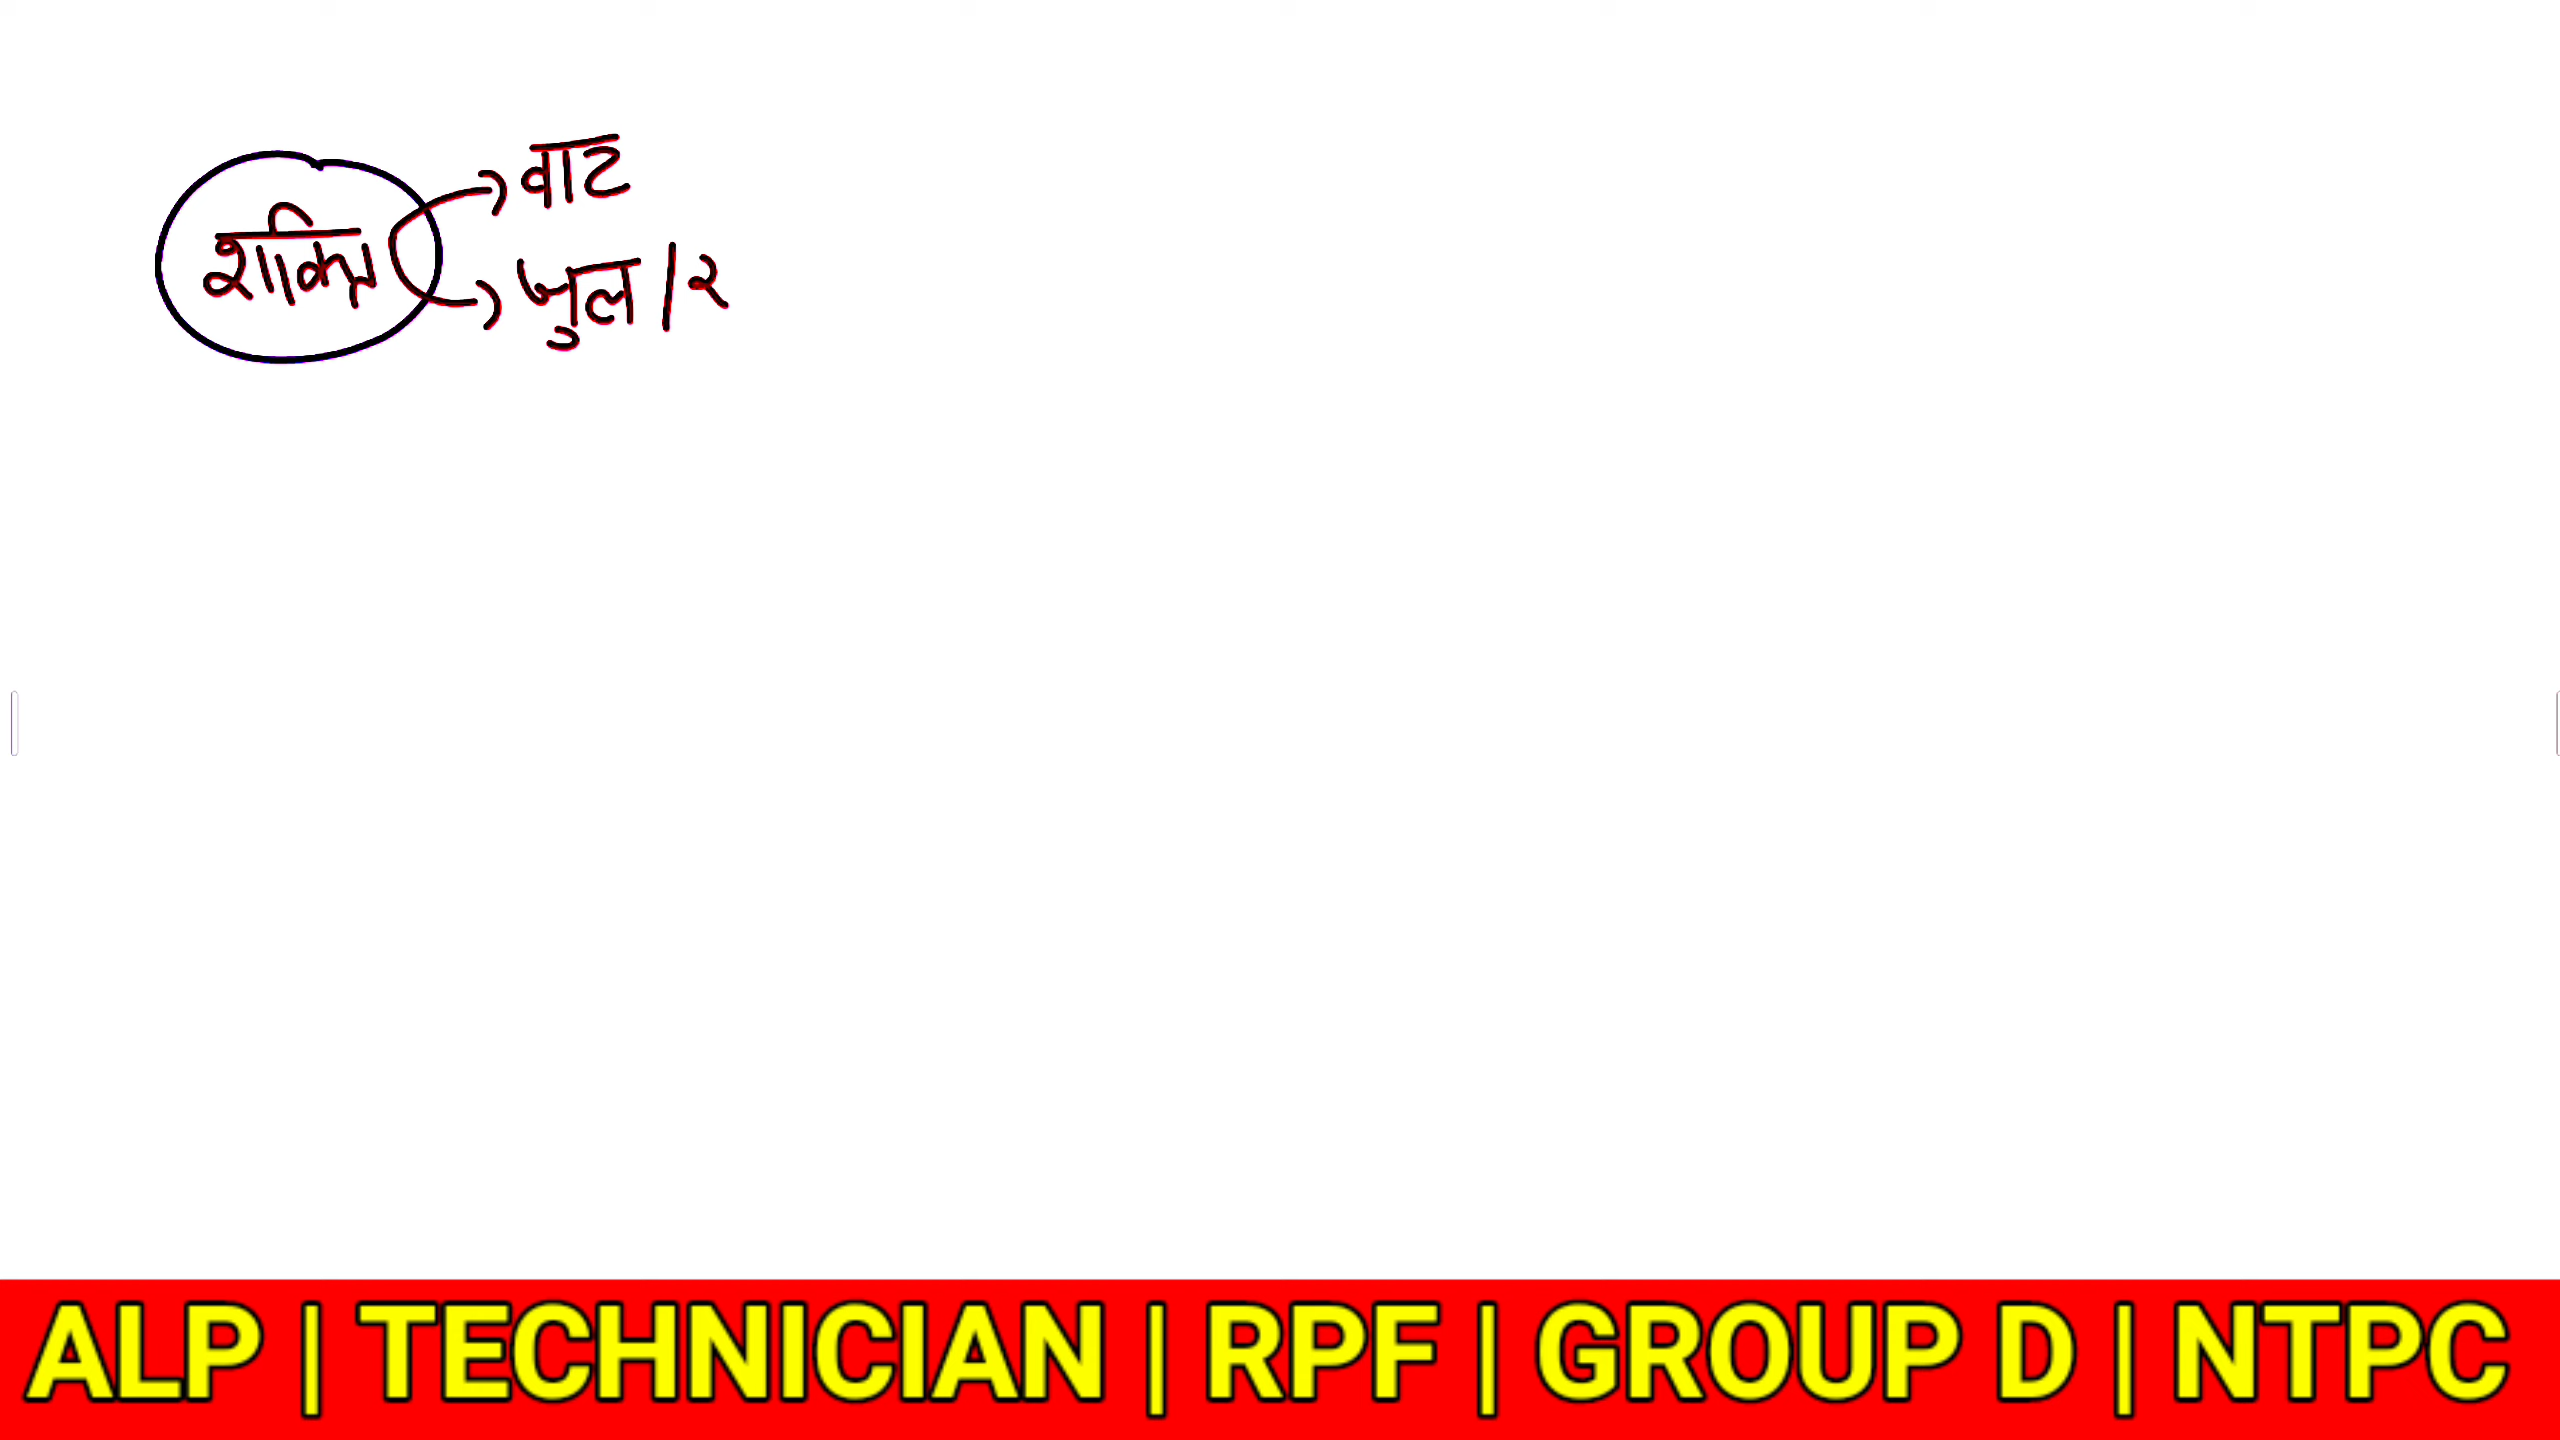 वाट
शक्ति
जुल/२
ALP | TECHNICIAN | RPF | GROUP D | NTPC